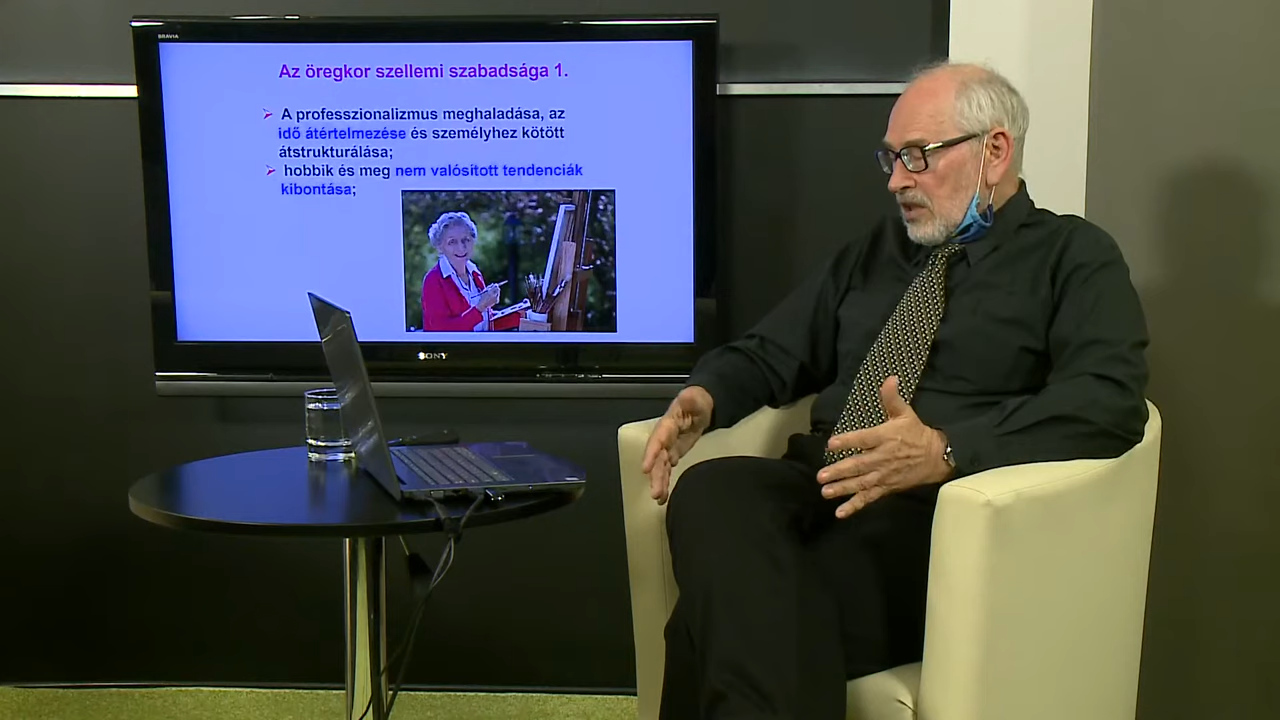 BRAVIA
Az öregkor szellemi szabadsága 1.
A professzionalizmus meghaladása, az
idő átértelmezése és személyhez kötött
átstrukturálása;
hobbik és meg nem valósított tendenciák
kibontása;
SONY